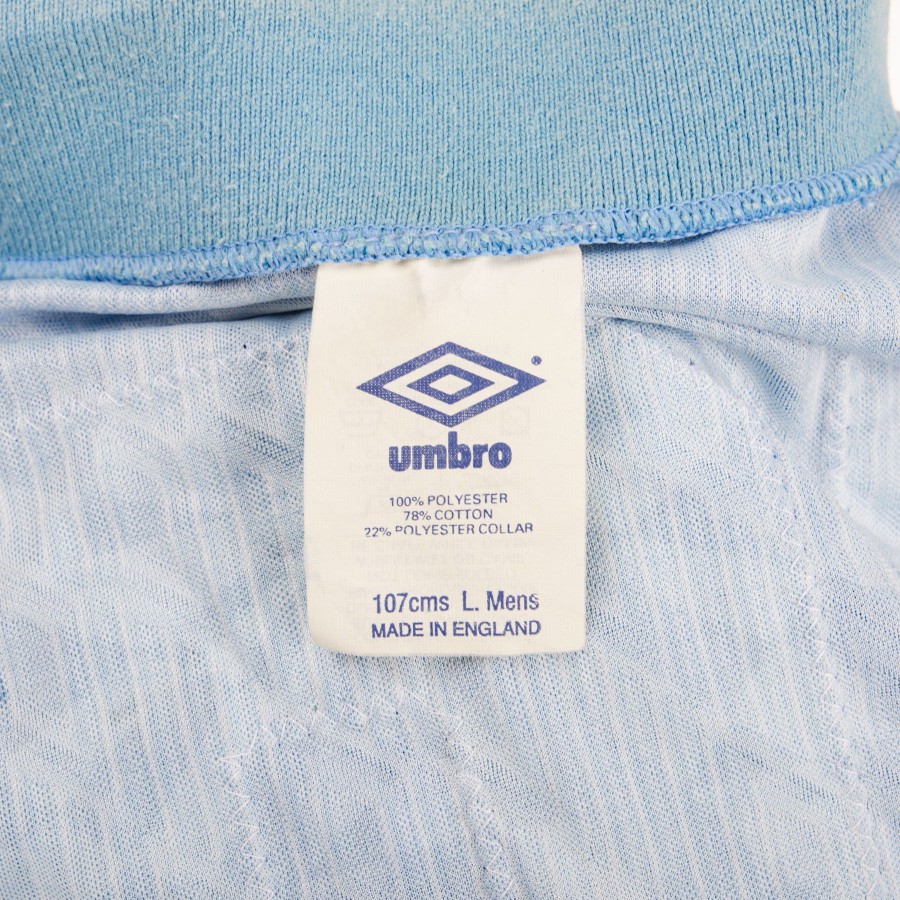 umbro
100% POLYESTER
78% COTTON
22% POLYESTER COLLAR
107cms L. Mens
MADE IN ENGLAND